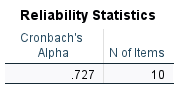 Reliability Statistics
Cronbach's
Alpha N of Items
.727 10